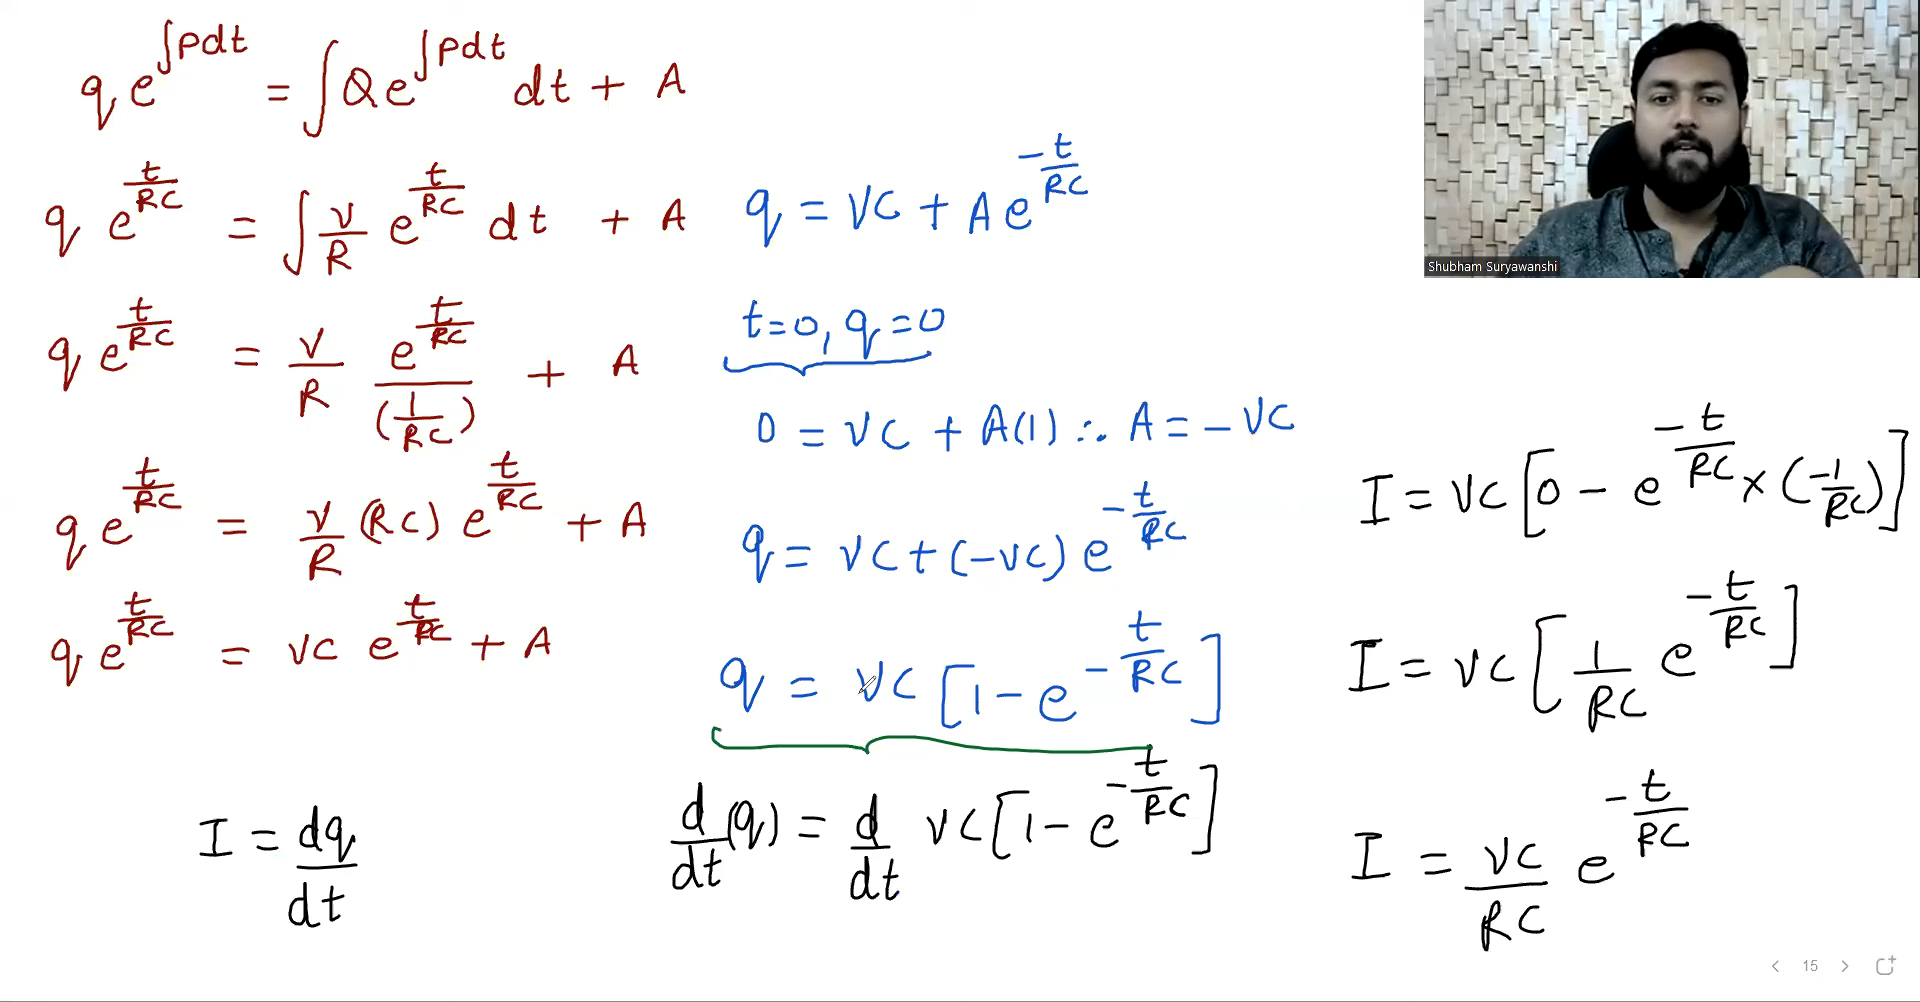 q e^{∫pdt} = ∫Q e^{∫pdt} dt + A
q e^{t/RC} = ∫ V/R e^{t/RC} dt + A
q e^{t/RC} = V/R e^{t/RC}/(1/RC) + A
q e^{t/RC} = V/R (RC) e^{t/RC} + A
q e^{t/RC} = VC e^{t/RC} + A
I = dq/dt
q = VC + A e^{-t/RC}
t=0, q=0
0 = VC + A(1) ∴ A = -VC
q = VC + (-VC) e^{-t/RC}
q = VC [1 - e^{-t/RC}]
d/dt (q) = d/dt VC [1 - e^{-t/RC}]
Shubham Suryawanshi
I = VC [0 - e^{-t/RC} × (-1/RC)]
I = VC [1/RC e^{-t/RC}]
I = VC/RC e^{-t/RC}
15